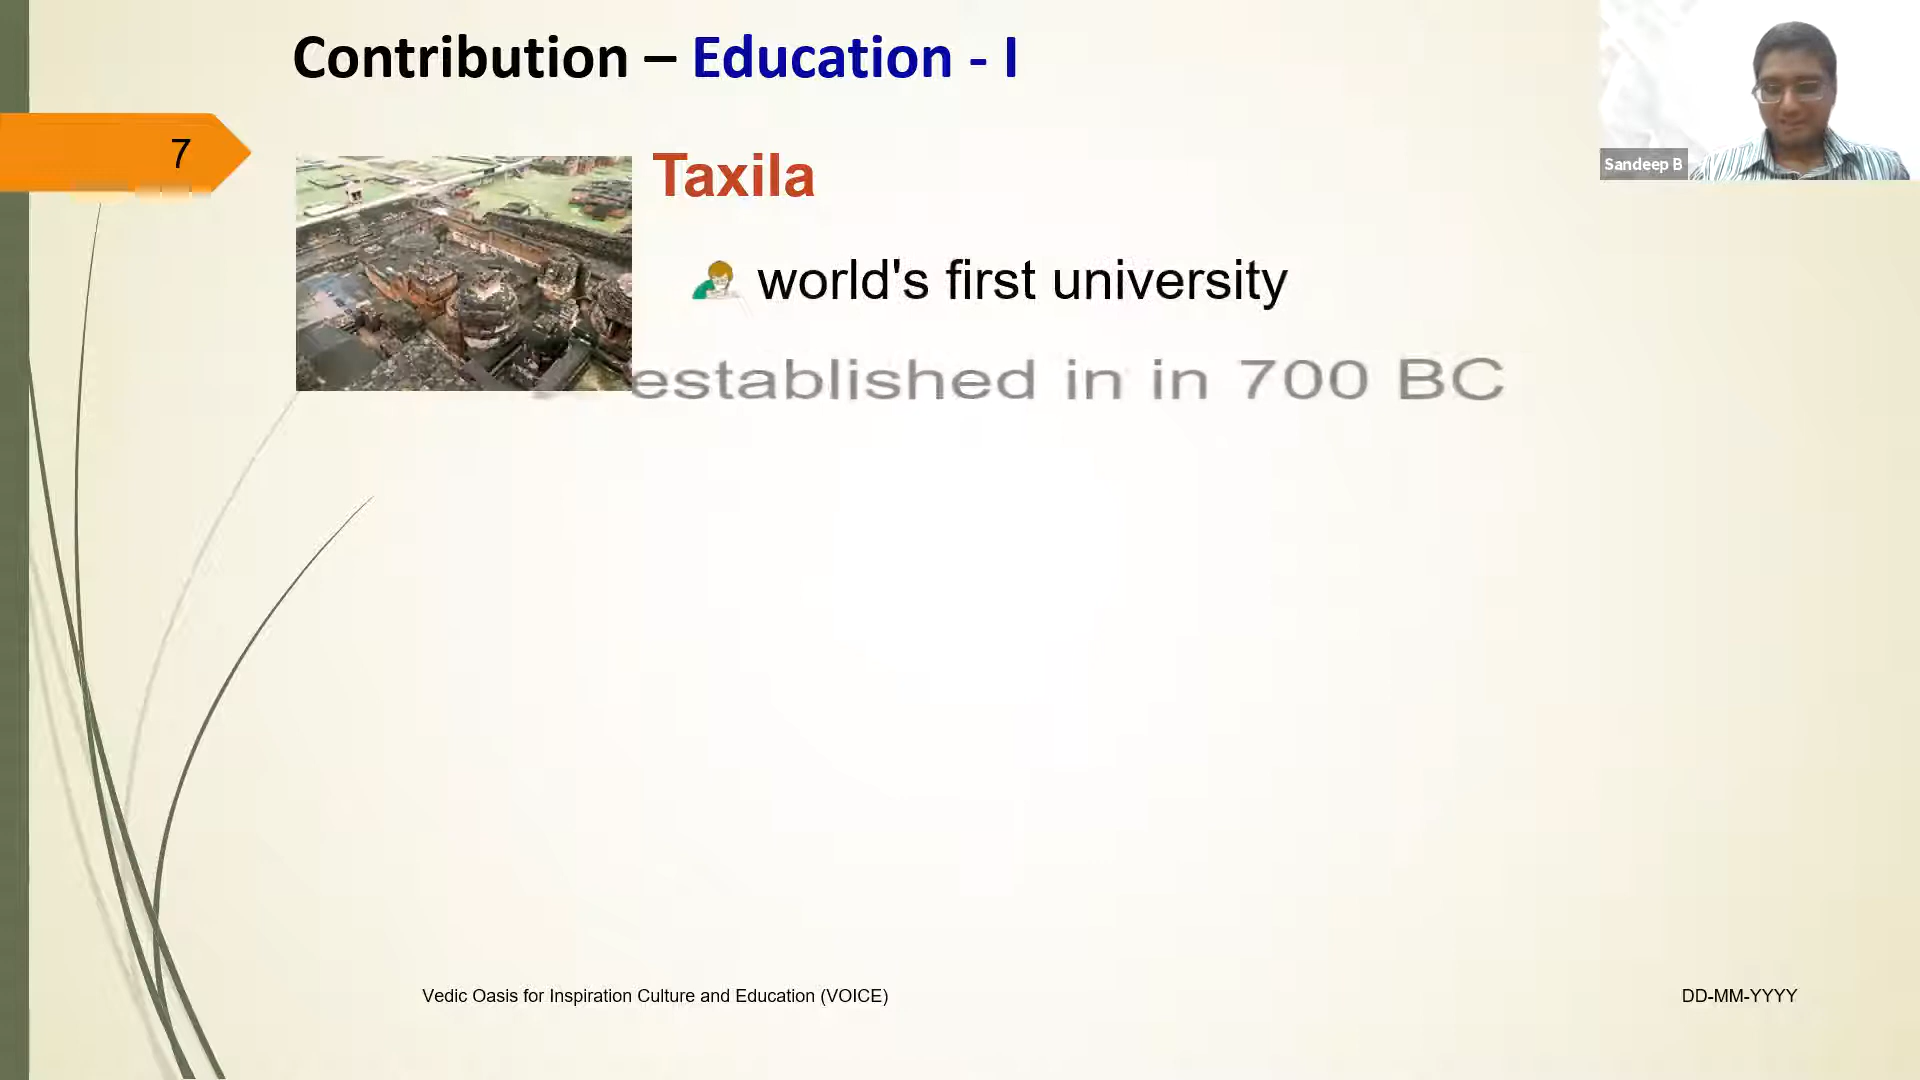 Contribution – Education - I
7
Taxila
world's first university
established in in 700 BC
Sandeep B
Vedic Oasis for Inspiration Culture and Education (VOICE)
DD-MM-YYYY